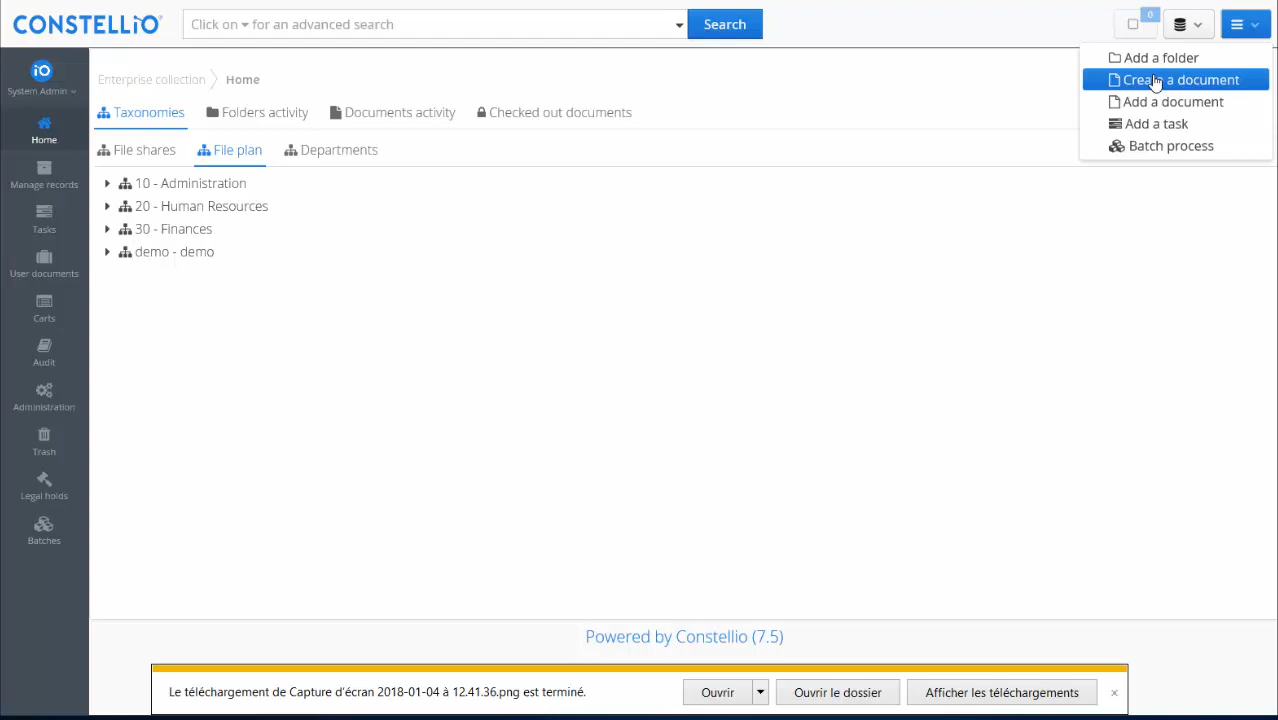 CONSTELLIO
Click on ▾ for an advanced search
Search
0
Add a folder
Create a document
Add a document
Add a task
Batch process
System Admin
Home
Manage records
Tasks
User documents
Carts
Audit
Administration
Trash
Legal holds
Batches
Enterprise collection
Home
Taxonomies
Folders activity
Documents activity
Checked out documents
File shares
File plan
Departments
10 - Administration
20 - Human Resources
30 - Finances
demo - demo
Powered by Constellio (7.5)
Le téléchargement de Capture d'écran 2018-01-04 à 12.41.36.png est terminé.
Ouvrir
Ouvrir le dossier
Afficher les téléchargements
×